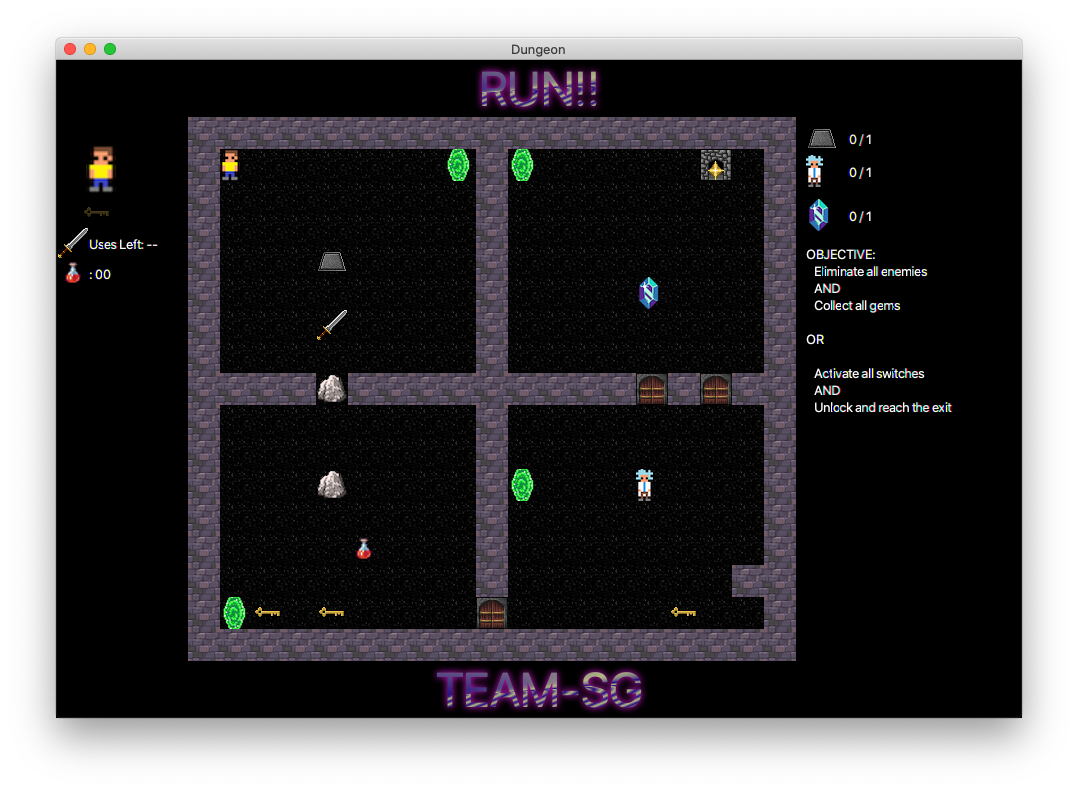 Dungeon
RUN!!
Uses Left: --
: 00
0 / 1
0 / 1
0 / 1
OBJECTIVE:
Eliminate all enemies
AND
Collect all gems
OR
Activate all switches
AND
Unlock and reach the exit
TEAM-SG